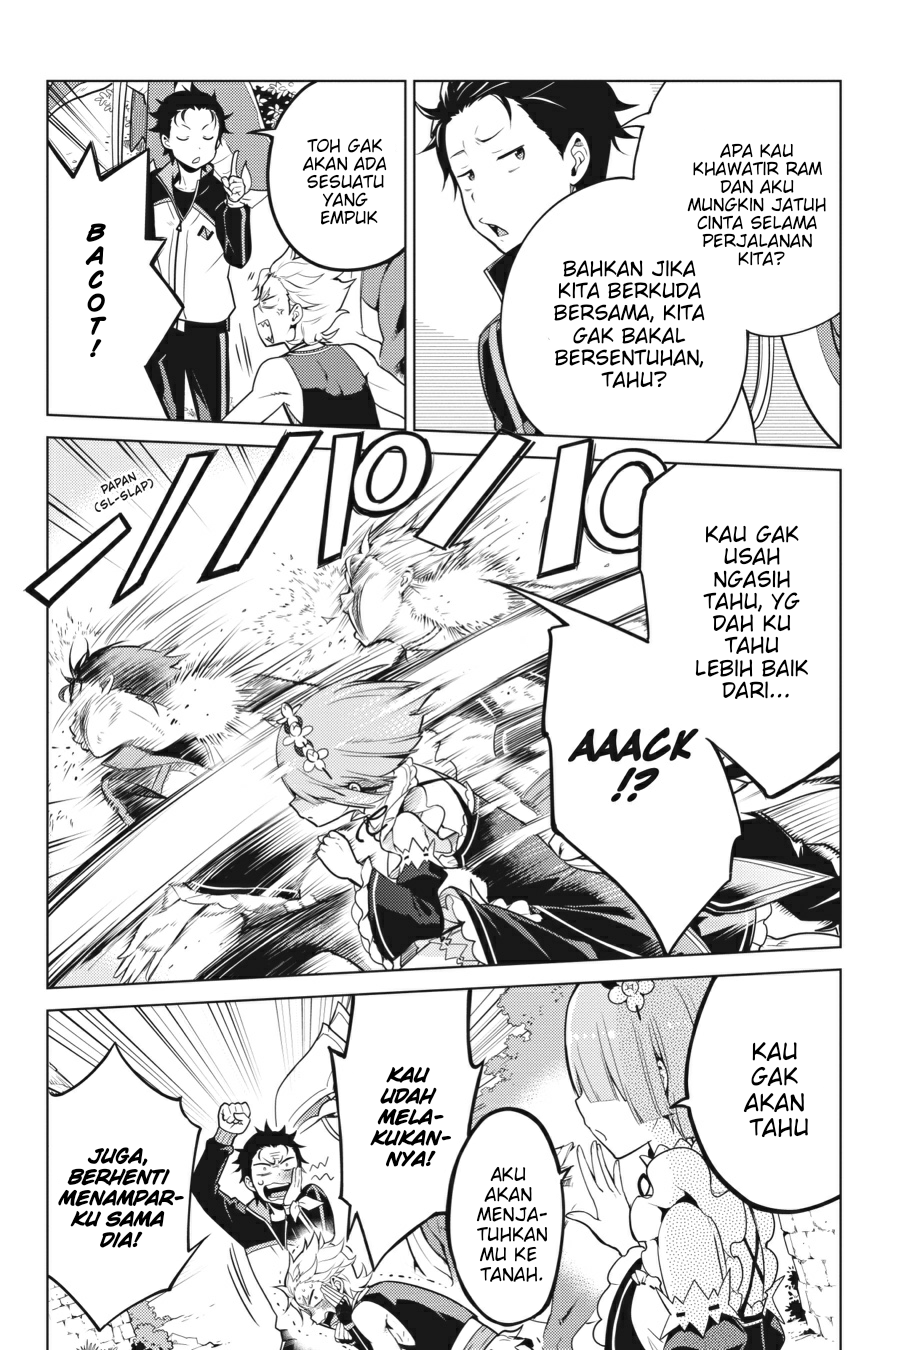 APA KAU
KHAWATIR RAM
DAN AKU
MUNGKIN JATUH
CINTA SELAMA
PERJALANAN
KITA?
BAHKAN JIKA
KITA BERKUDA
BERSAMA, KITA
GAK BAKAL
BERSENTUHAN,
TAHU?
TOH GAK
AKAN ADA
SESUATU
YANG
EMPUK
BACOT!
KAU GAK
USAH
NGASIH
TAHU, YG
DAH KU
TAHU
LEBIH BAIK
DARI...
AAACK
!?
PAPAN
(SL-SLAP)
KAU
GAK
AKAN
TAHU
AKU
AKAN
MENJA-
TUHKAN
MU KE
TANAH.
KAU
UDAH
MELA-
KUKAN-
NYA!
JUGA,
BERHENTI
MENAMPAR-
KU SAMA
DIA!